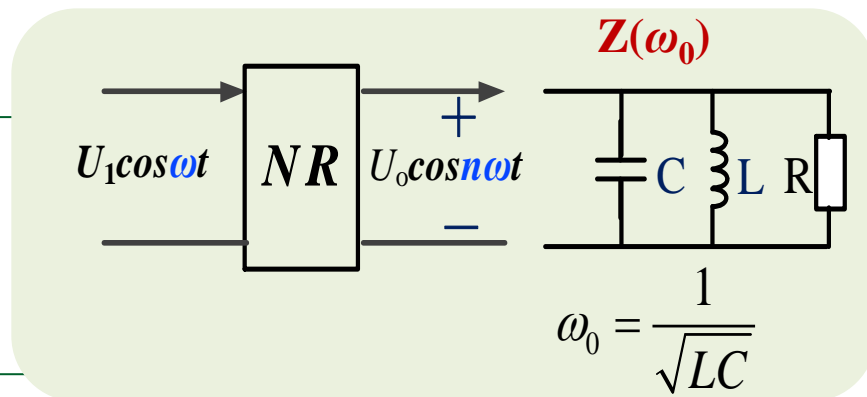 Z(ω₀)
U₁cosωt
NR
+
Uₒcosnωt
−
C
L
R
ω₀ = 1/√LC